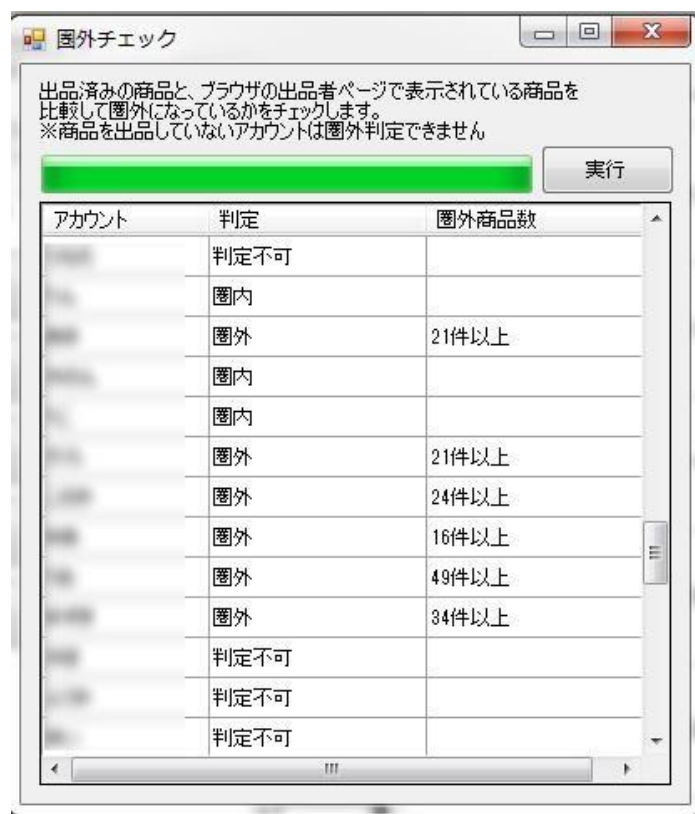 圏外チェック
出品済みの商品と、ブラウザの出品者ページで表示されている商品を
比較して圏外になっているかをチェックします。
※商品を出品していないアカウントは圏外判定できません
実行
アカウント 判定 圏外商品数
判定不可
圏内
圏外 21件以上
圏内
圏内
圏外 21件以上
圏外 24件以上
圏外 16件以上
圏外 49件以上
圏外 34件以上
判定不可
判定不可
判定不可